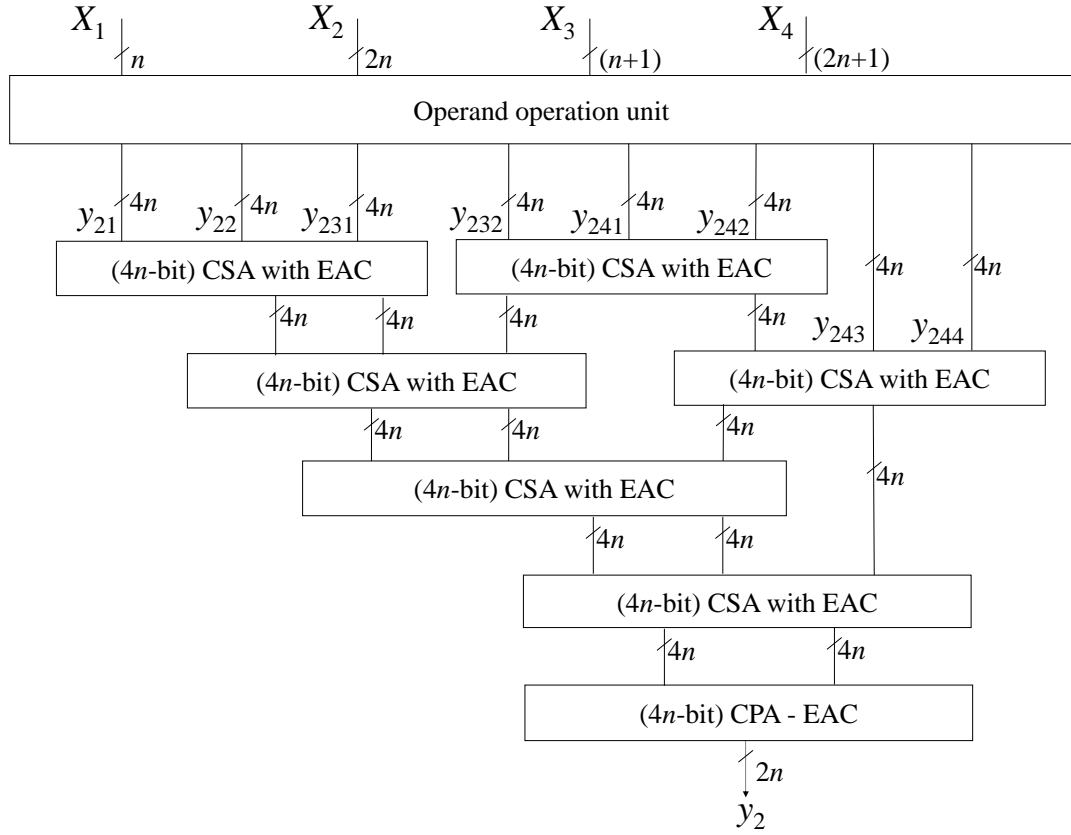 X1 X2 X3 X4
n 2n (n+1) (2n+1)
Operand operation unit
4n 4n 4n 4n 4n 4n
y21 y22 y231 y232 y241 y242
(4n-bit) CSA with EAC (4n-bit) CSA with EAC
4n 4n
4n 4n 4n 4n
y243 y244
(4n-bit) CSA with EAC (4n-bit) CSA with EAC
4n 4n 4n
(4n-bit) CSA with EAC
4n
4n 4n
(4n-bit) CSA with EAC
4n 4n
(4n-bit) CPA - EAC
2n
y2